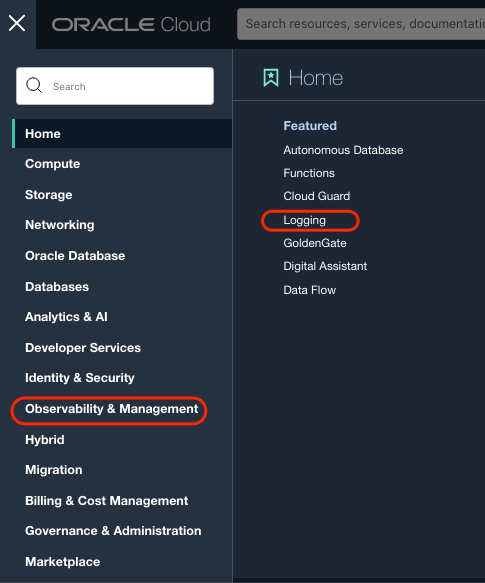 ORACLE Cloud
Search resources, services, documentatio
Search
Home
Compute
Storage
Networking
Oracle Database
Databases
Analytics & AI
Developer Services
Identity & Security
Observability & Management
Hybrid
Migration
Billing & Cost Management
Governance & Administration
Marketplace
Home
Featured
Autonomous Database
Functions
Cloud Guard
Logging
GoldenGate
Digital Assistant
Data Flow